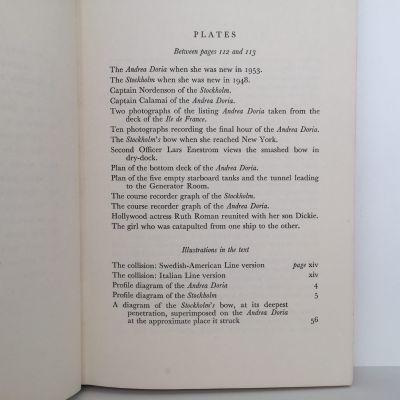 PLATES
Between pages 112 and 113
The Andrea Doria when she was new in 1953.
The Stockholm when she was new in 1948.
Captain Nordenson of the Stockholm.
Captain Calamai of the Andrea Doria.
Two photographs of the listing Andrea Doria taken from the
deck of the Ile de France.
Ten photographs recording the final hour of the Andrea Doria.
The Stockholm's bow when she reached New York.
Second Officer Lars Enestrom views the smashed bow in
dry-dock.
Plan of the bottom deck of the Andrea Doria.
Plan of the five empty starboard tanks and the tunnel leading
to the Generator Room.
The course recorder graph of the Stockholm.
The course recorder graph of the Andrea Doria.
Hollywood actress Ruth Roman reunited with her son Dickie.
The girl who was catapulted from one ship to the other.
Illustrations in the text
The collision: Swedish-American Line version page xiv
The collision: Italian Line version xiv
Profile diagram of the Andrea Doria 4
Profile diagram of the Stockholm 5
A diagram of the Stockholm's bow, at its deepest
penetration, superimposed on the Andrea Doria
at the approximate place it struck 56